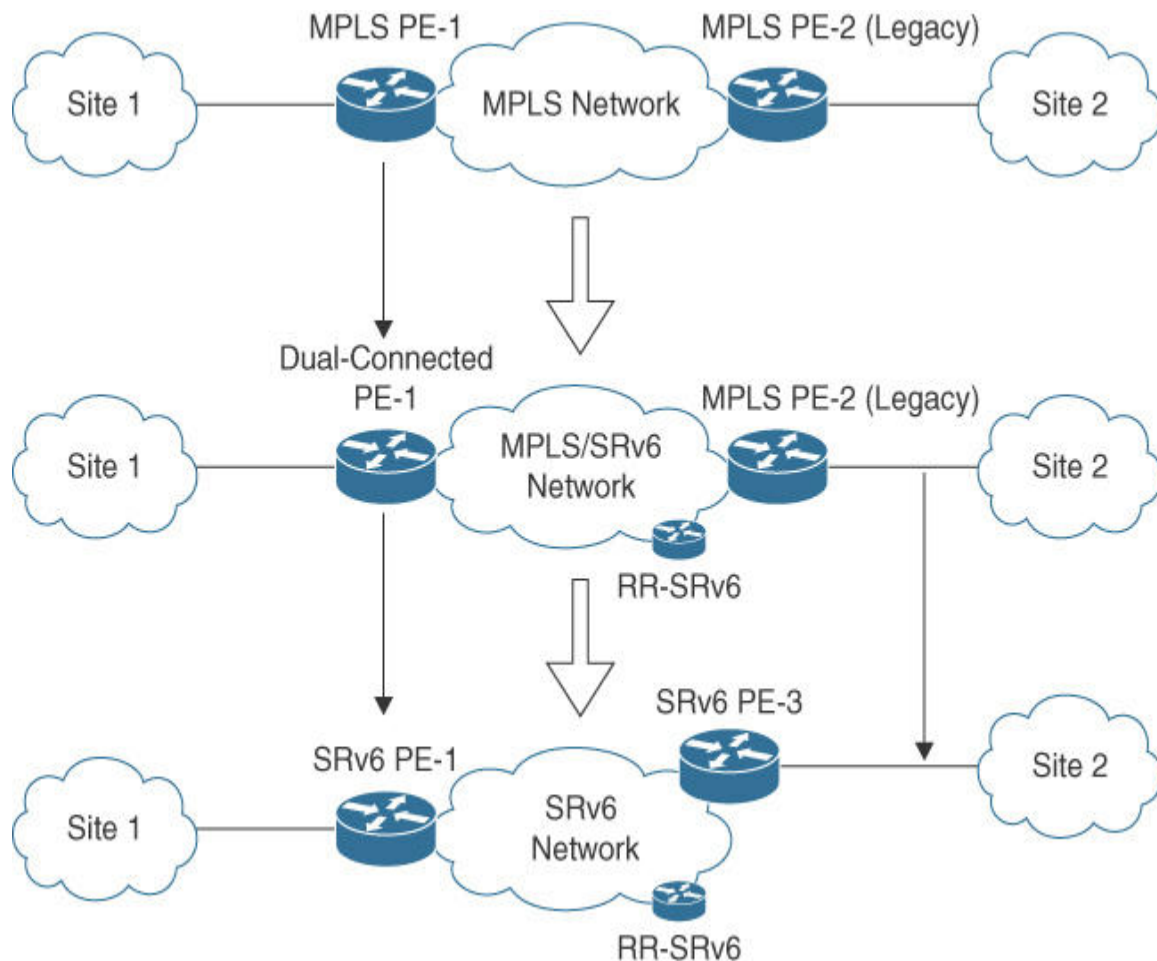 MPLS PE-1
MPLS PE-2 (Legacy)
Site 1
MPLS Network
Site 2
Dual-Connected
PE-1
MPLS PE-2 (Legacy)
Site 1
MPLS/SRv6
Network
Site 2
RR-SRv6
SRv6 PE-3
SRv6 PE-1
Site 2
Site 1
SRv6
Network
RR-SRv6